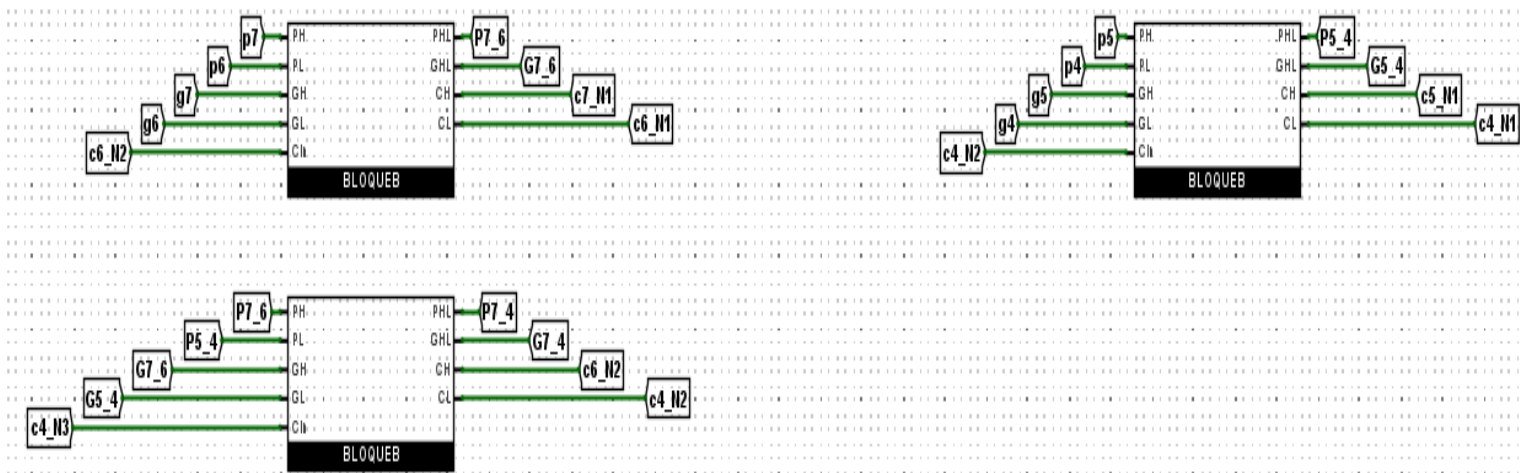 p7 PH PHL P7_6
p6 PL GHL G7_6
g7 GH CH c7_N1
g6 GL CL c6_N1
c6_N2 CIn
BLOQUEB
p5 PH PHL P5_4
p4 PL GHL G5_4
g5 GH CH c5_N1
g4 GL CL c4_N1
c4_N2 CIn
BLOQUEB
P7_6 PH PHL P7_4
P5_4 PL GHL G7_4
G7_6 GH CH c6_N2
G5_4 GL CL c4_N2
c4_N3 CIn
BLOQUEB